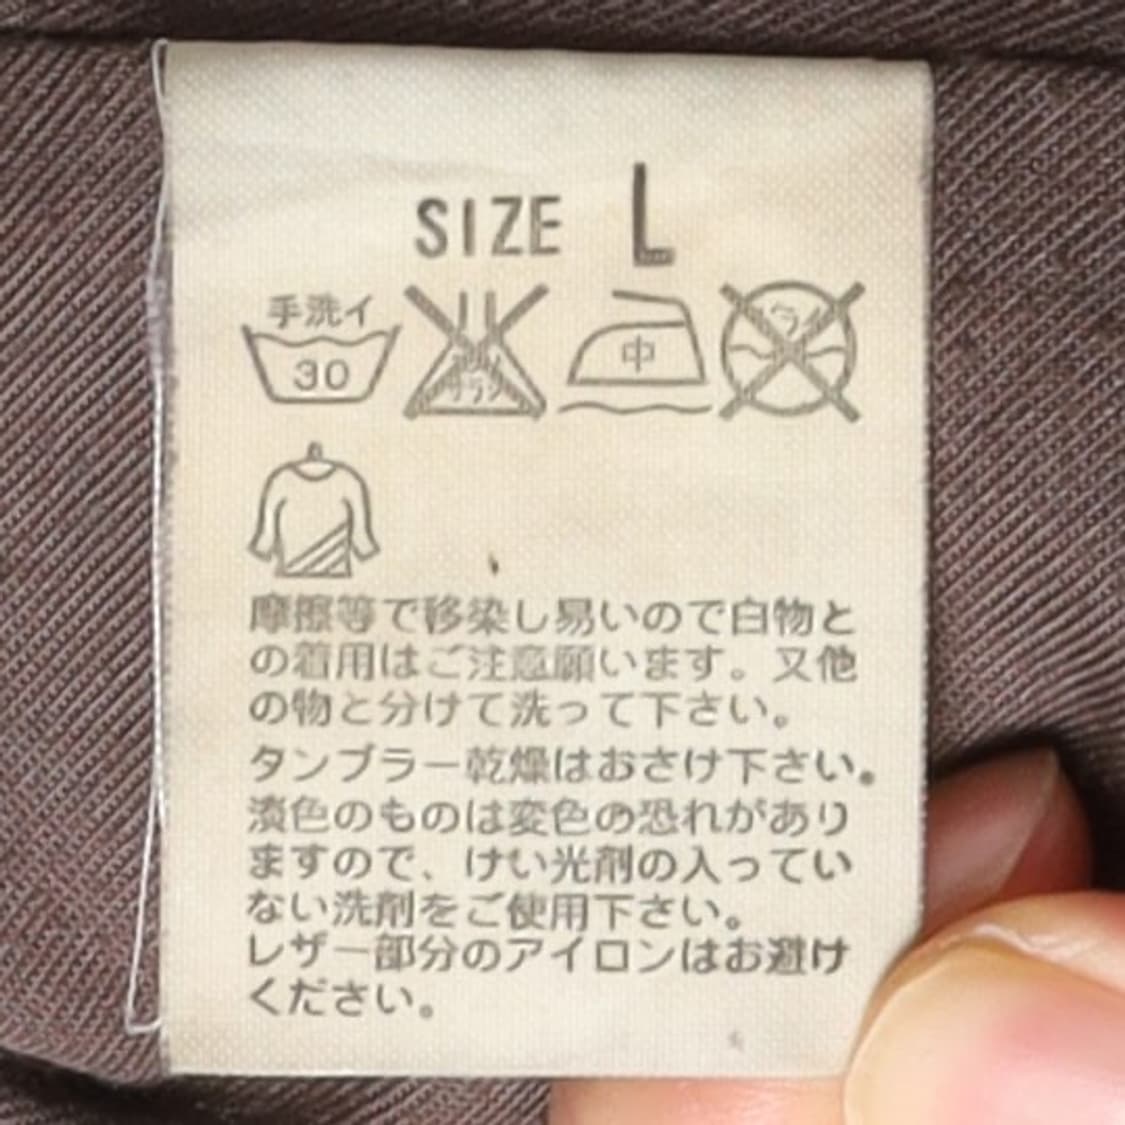 SIZE L
手洗イ
30
中
摩擦等で移染し易いので白物と
の着用はご注意願います。又他
の物と分けて洗って下さい。
タンブラー乾燥はおさけ下さい。
淡色のものは変色の恐れがあり
ますので、けい光剤の入ってい
ない洗剤をご使用下さい。
レザー部分のアイロンはお避け
ください。